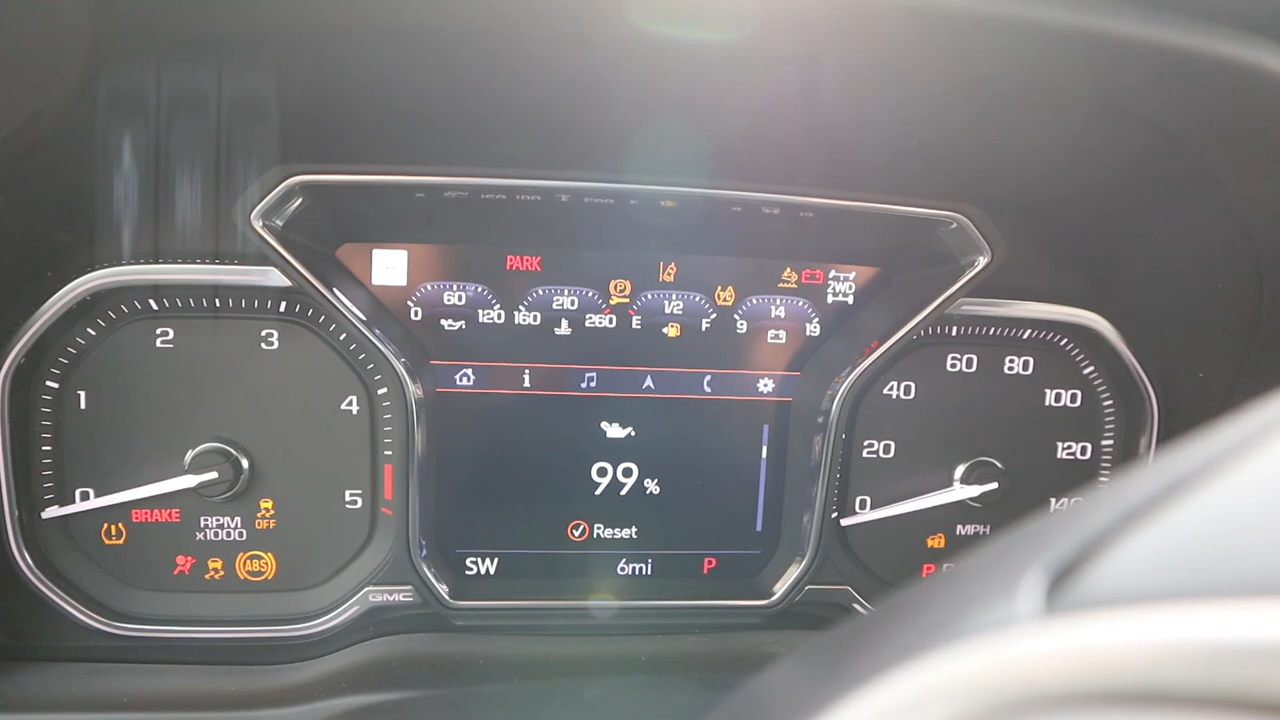 PARK
2WD
60
0 120
210
160 260
1/2
E F
14
9 19
99 %
Reset
SW 6mi P
0
1
2
3
4
5
BRAKE
RPM
x1000
OFF
ABS
GMC
0
20
40
60
80
100
120
140
MPH
P